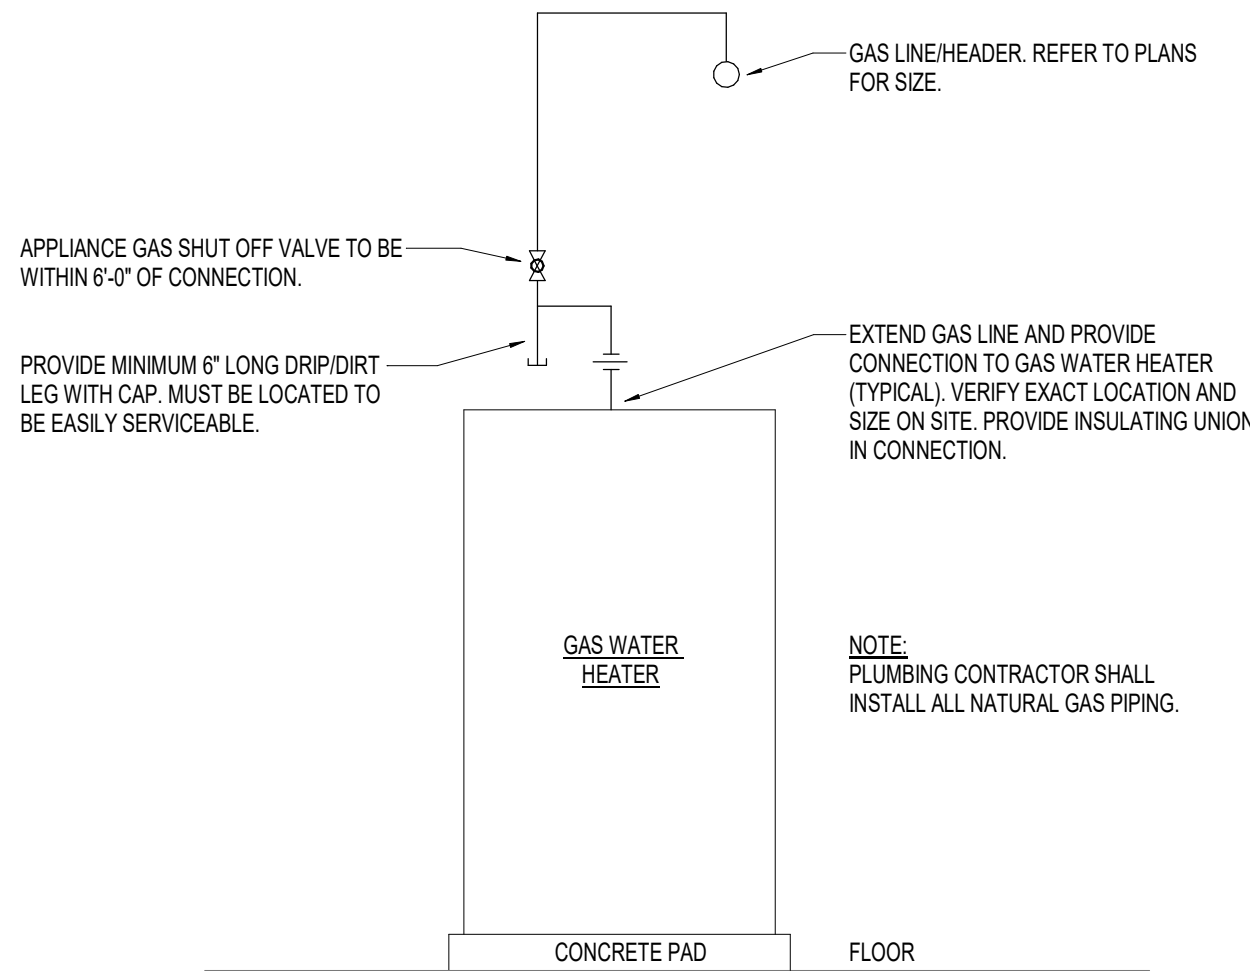 GAS LINE/HEADER. REFER TO PLANS
FOR SIZE.
APPLIANCE GAS SHUT OFF VALVE TO BE
WITHIN 6'-0" OF CONNECTION.
PROVIDE MINIMUM 6" LONG DRIP/DIRT
LEG WITH CAP. MUST BE LOCATED TO
BE EASILY SERVICEABLE.
EXTEND GAS LINE AND PROVIDE
CONNECTION TO GAS WATER HEATER
(TYPICAL). VERIFY EXACT LOCATION AND
SIZE ON SITE. PROVIDE INSULATING UNION
IN CONNECTION.
GAS WATER
HEATER
NOTE:
PLUMBING CONTRACTOR SHALL
INSTALL ALL NATURAL GAS PIPING.
CONCRETE PAD
FLOOR